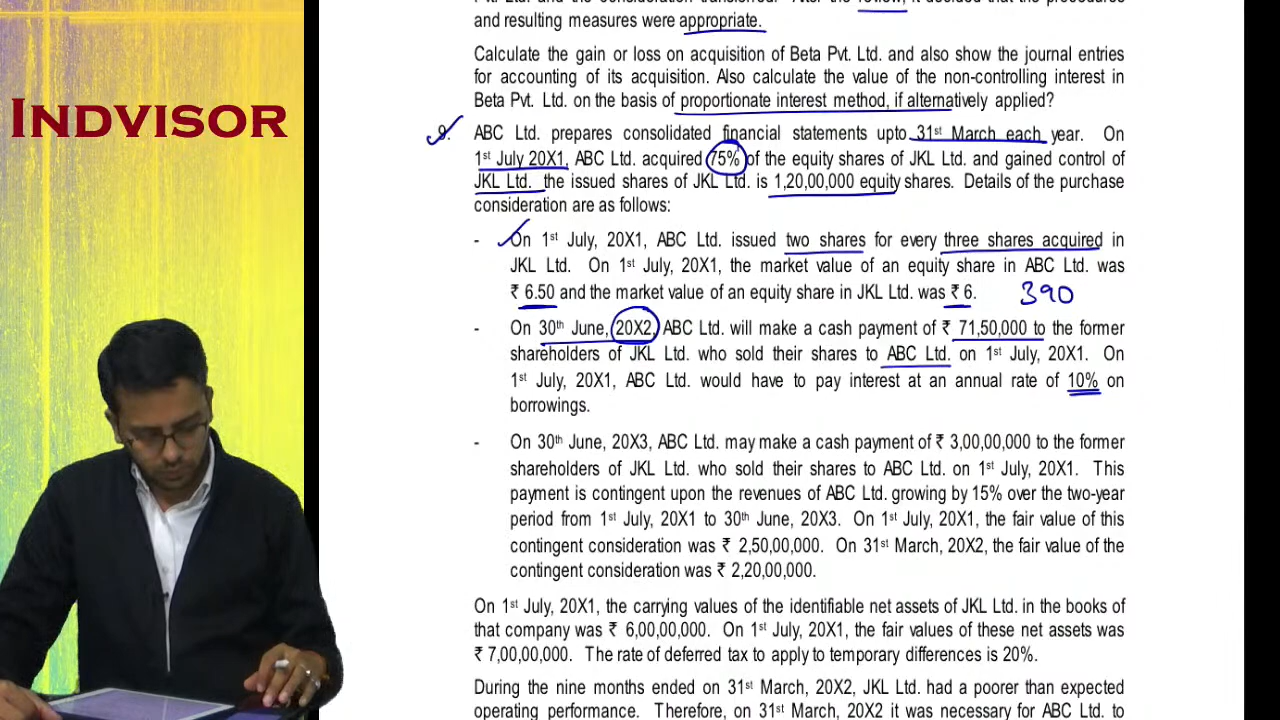 INDVISOR
and resulting measures were appropriate.
Calculate the gain or loss on acquisition of Beta Pvt. Ltd. and also show the journal entries
for accounting of its acquisition. Also calculate the value of the non-controlling interest in
Beta Pvt. Ltd. on the basis of proportionate interest method, if alternatively applied?
9. ABC Ltd. prepares consolidated financial statements upto 31st March each year. On
1st July 20X1, ABC Ltd. acquired 75% of the equity shares of JKL Ltd. and gained control of
JKL Ltd. the issued shares of JKL Ltd. is 1,20,00,000 equity shares. Details of the purchase
consideration are as follows:
- On 1st July, 20X1, ABC Ltd. issued two shares for every three shares acquired in
JKL Ltd. On 1st July, 20X1, the market value of an equity share in ABC Ltd. was
₹ 6.50 and the market value of an equity share in JKL Ltd. was ₹ 6. 390
- On 30th June, 20X2, ABC Ltd. will make a cash payment of ₹ 71,50,000 to the former
shareholders of JKL Ltd. who sold their shares to ABC Ltd. on 1st July, 20X1. On
1st July, 20X1, ABC Ltd. would have to pay interest at an annual rate of 10% on
borrowings.
- On 30th June, 20X3, ABC Ltd. may make a cash payment of ₹ 3,00,00,000 to the former
shareholders of JKL Ltd. who sold their shares to ABC Ltd. on 1st July, 20X1. This
payment is contingent upon the revenues of ABC Ltd. growing by 15% over the two-year
period from 1st July, 20X1 to 30th June, 20X3. On 1st July, 20X1, the fair value of this
contingent consideration was ₹ 2,50,00,000. On 31st March, 20X2, the fair value of the
contingent consideration was ₹ 2,20,00,000.
On 1st July, 20X1, the carrying values of the identifiable net assets of JKL Ltd. in the books of
that company was ₹ 6,00,00,000. On 1st July, 20X1, the fair values of these net assets was
₹ 7,00,00,000. The rate of deferred tax to apply to temporary differences is 20%.
During the nine months ended on 31st March, 20X2, JKL Ltd. had a poorer than expected
operating performance. Therefore, on 31st March, 20X2 it was necessary for ABC Ltd. to